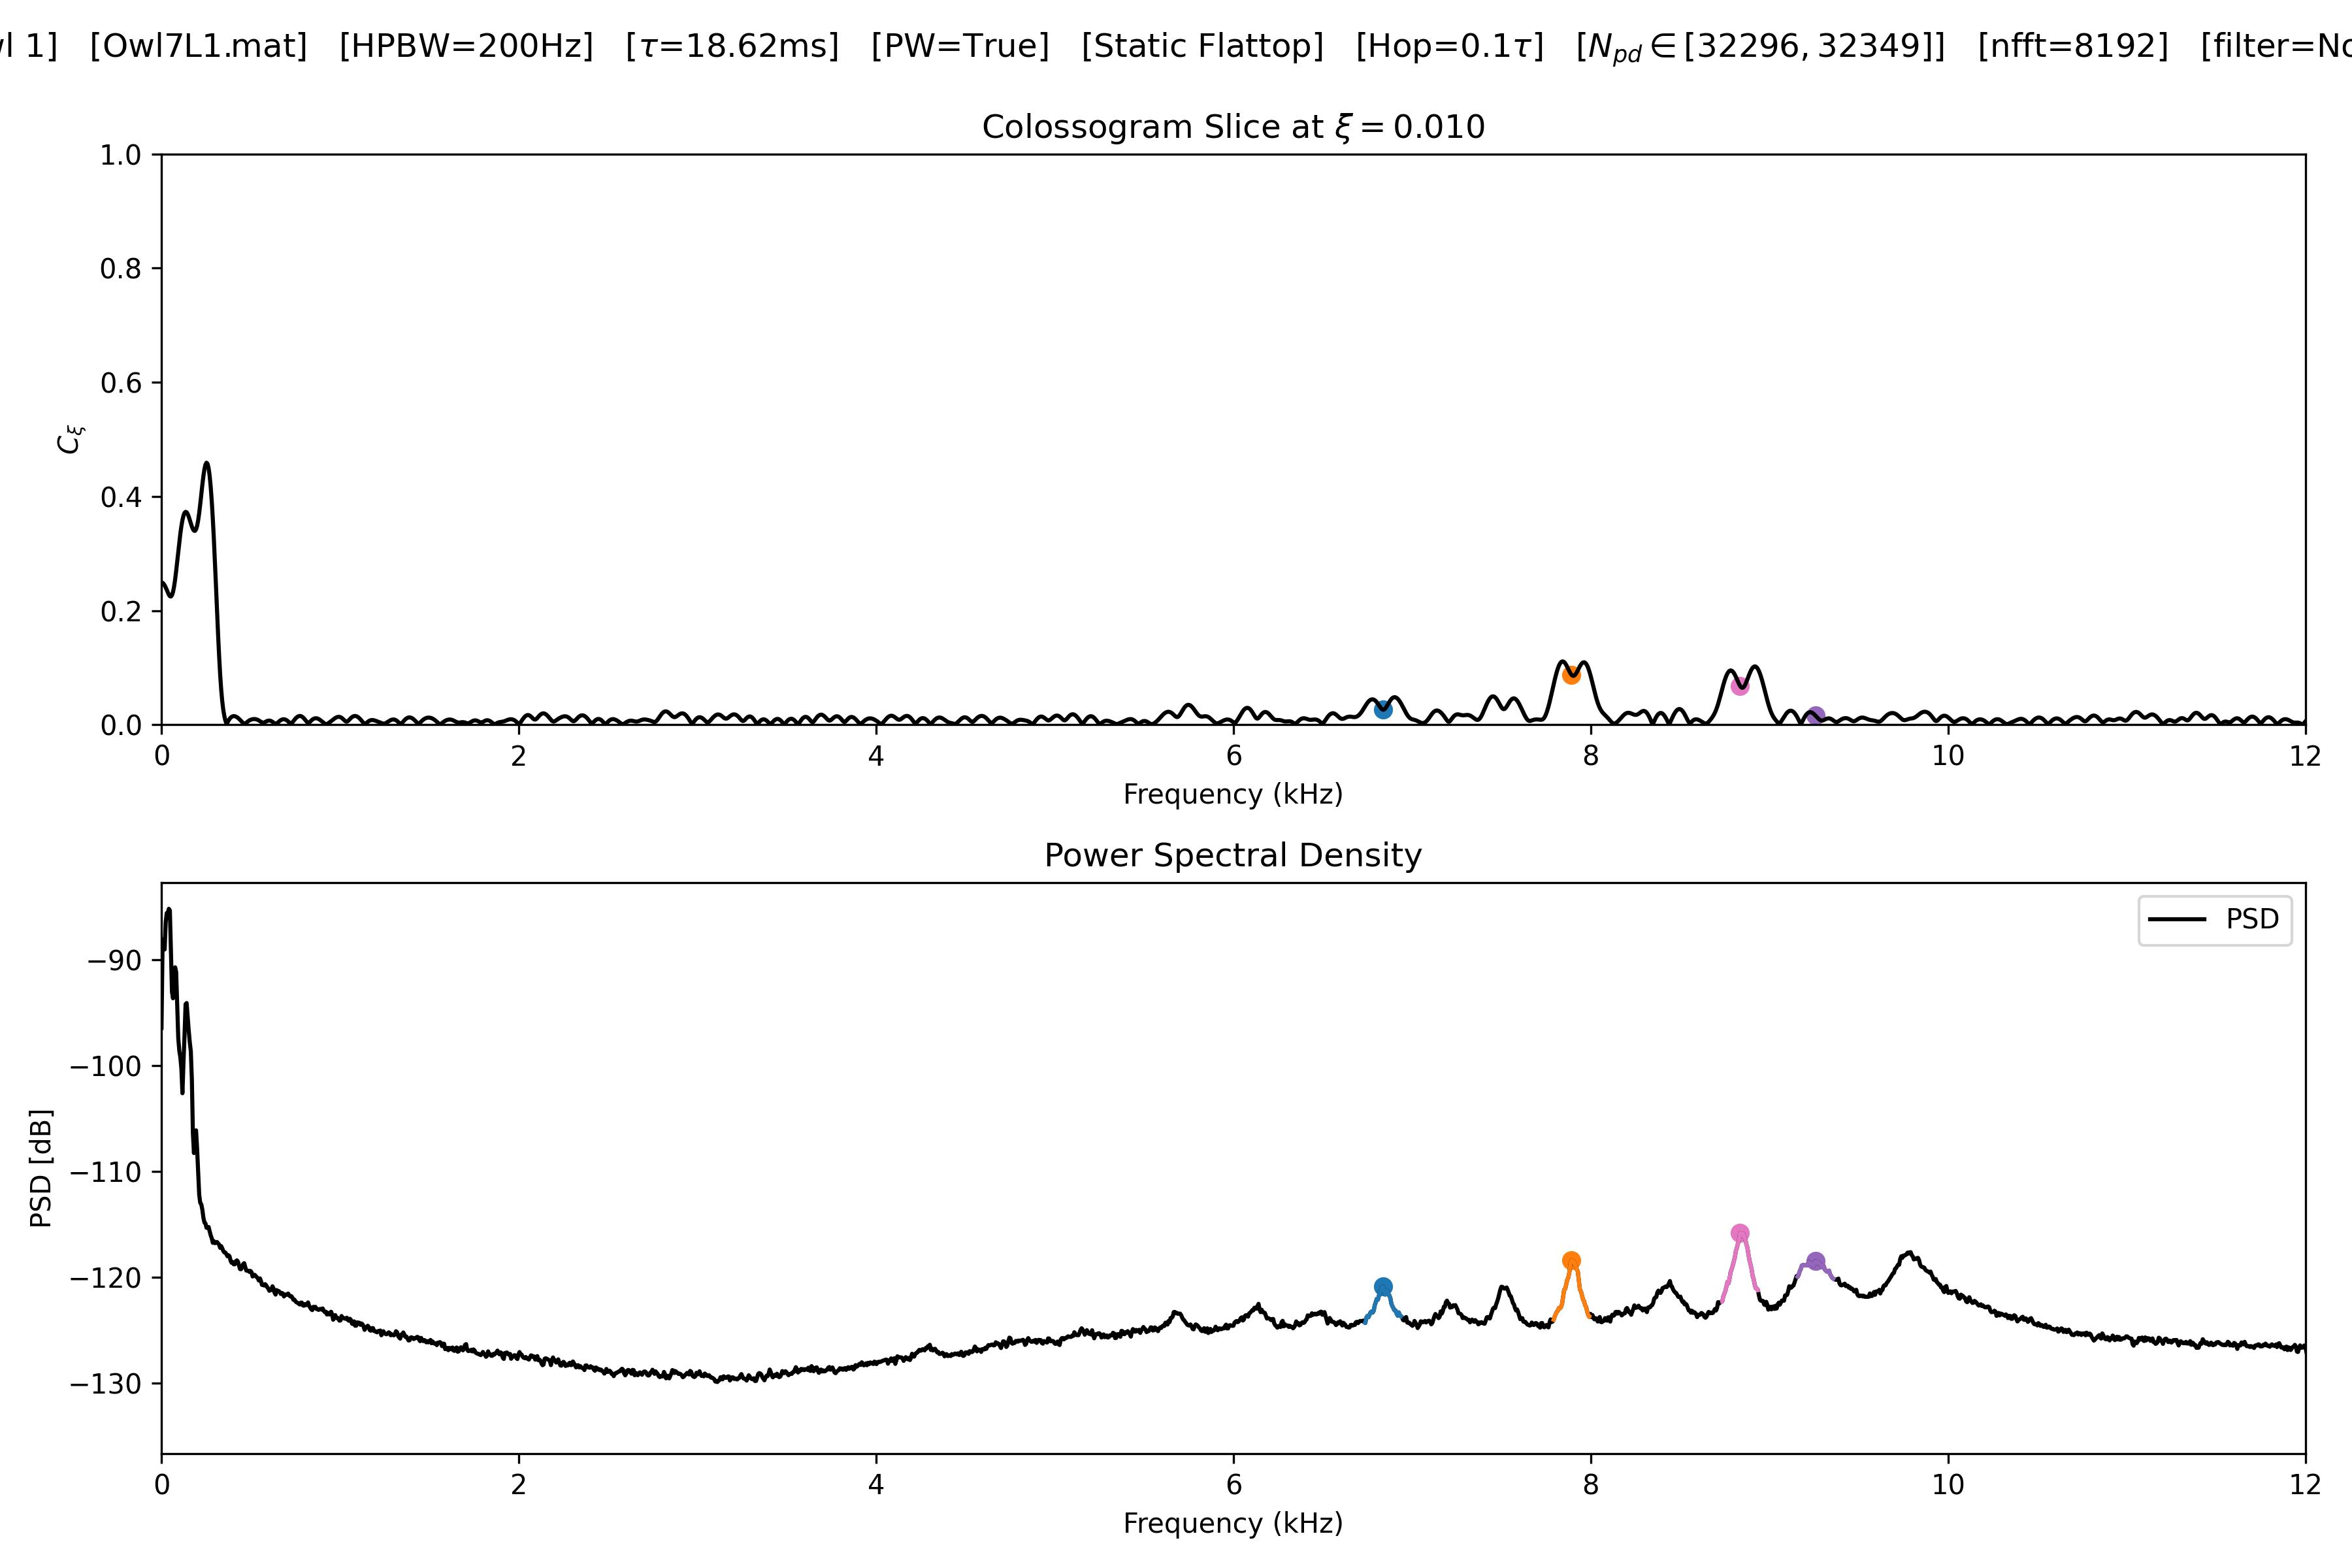 1] [Owl7L1.mat] [HPBW=200Hz] [τ=18.62ms] [PW=True] [Static Flattop] [Hop=0.1τ] [N_pd ∈ [32296, 32349]] [nfft=8192]
Colossogram Slice at ξ = 0.010
1.0
0.8
0.6
0.4
0.2
0.0
C_ξ
0 2 4 6 8 10 12
Frequency (kHz)
Power Spectral Density
PSD
−90
−100
−110
−120
−130
PSD [dB]
0 2 4 6 8 10 12
Frequency (kHz)